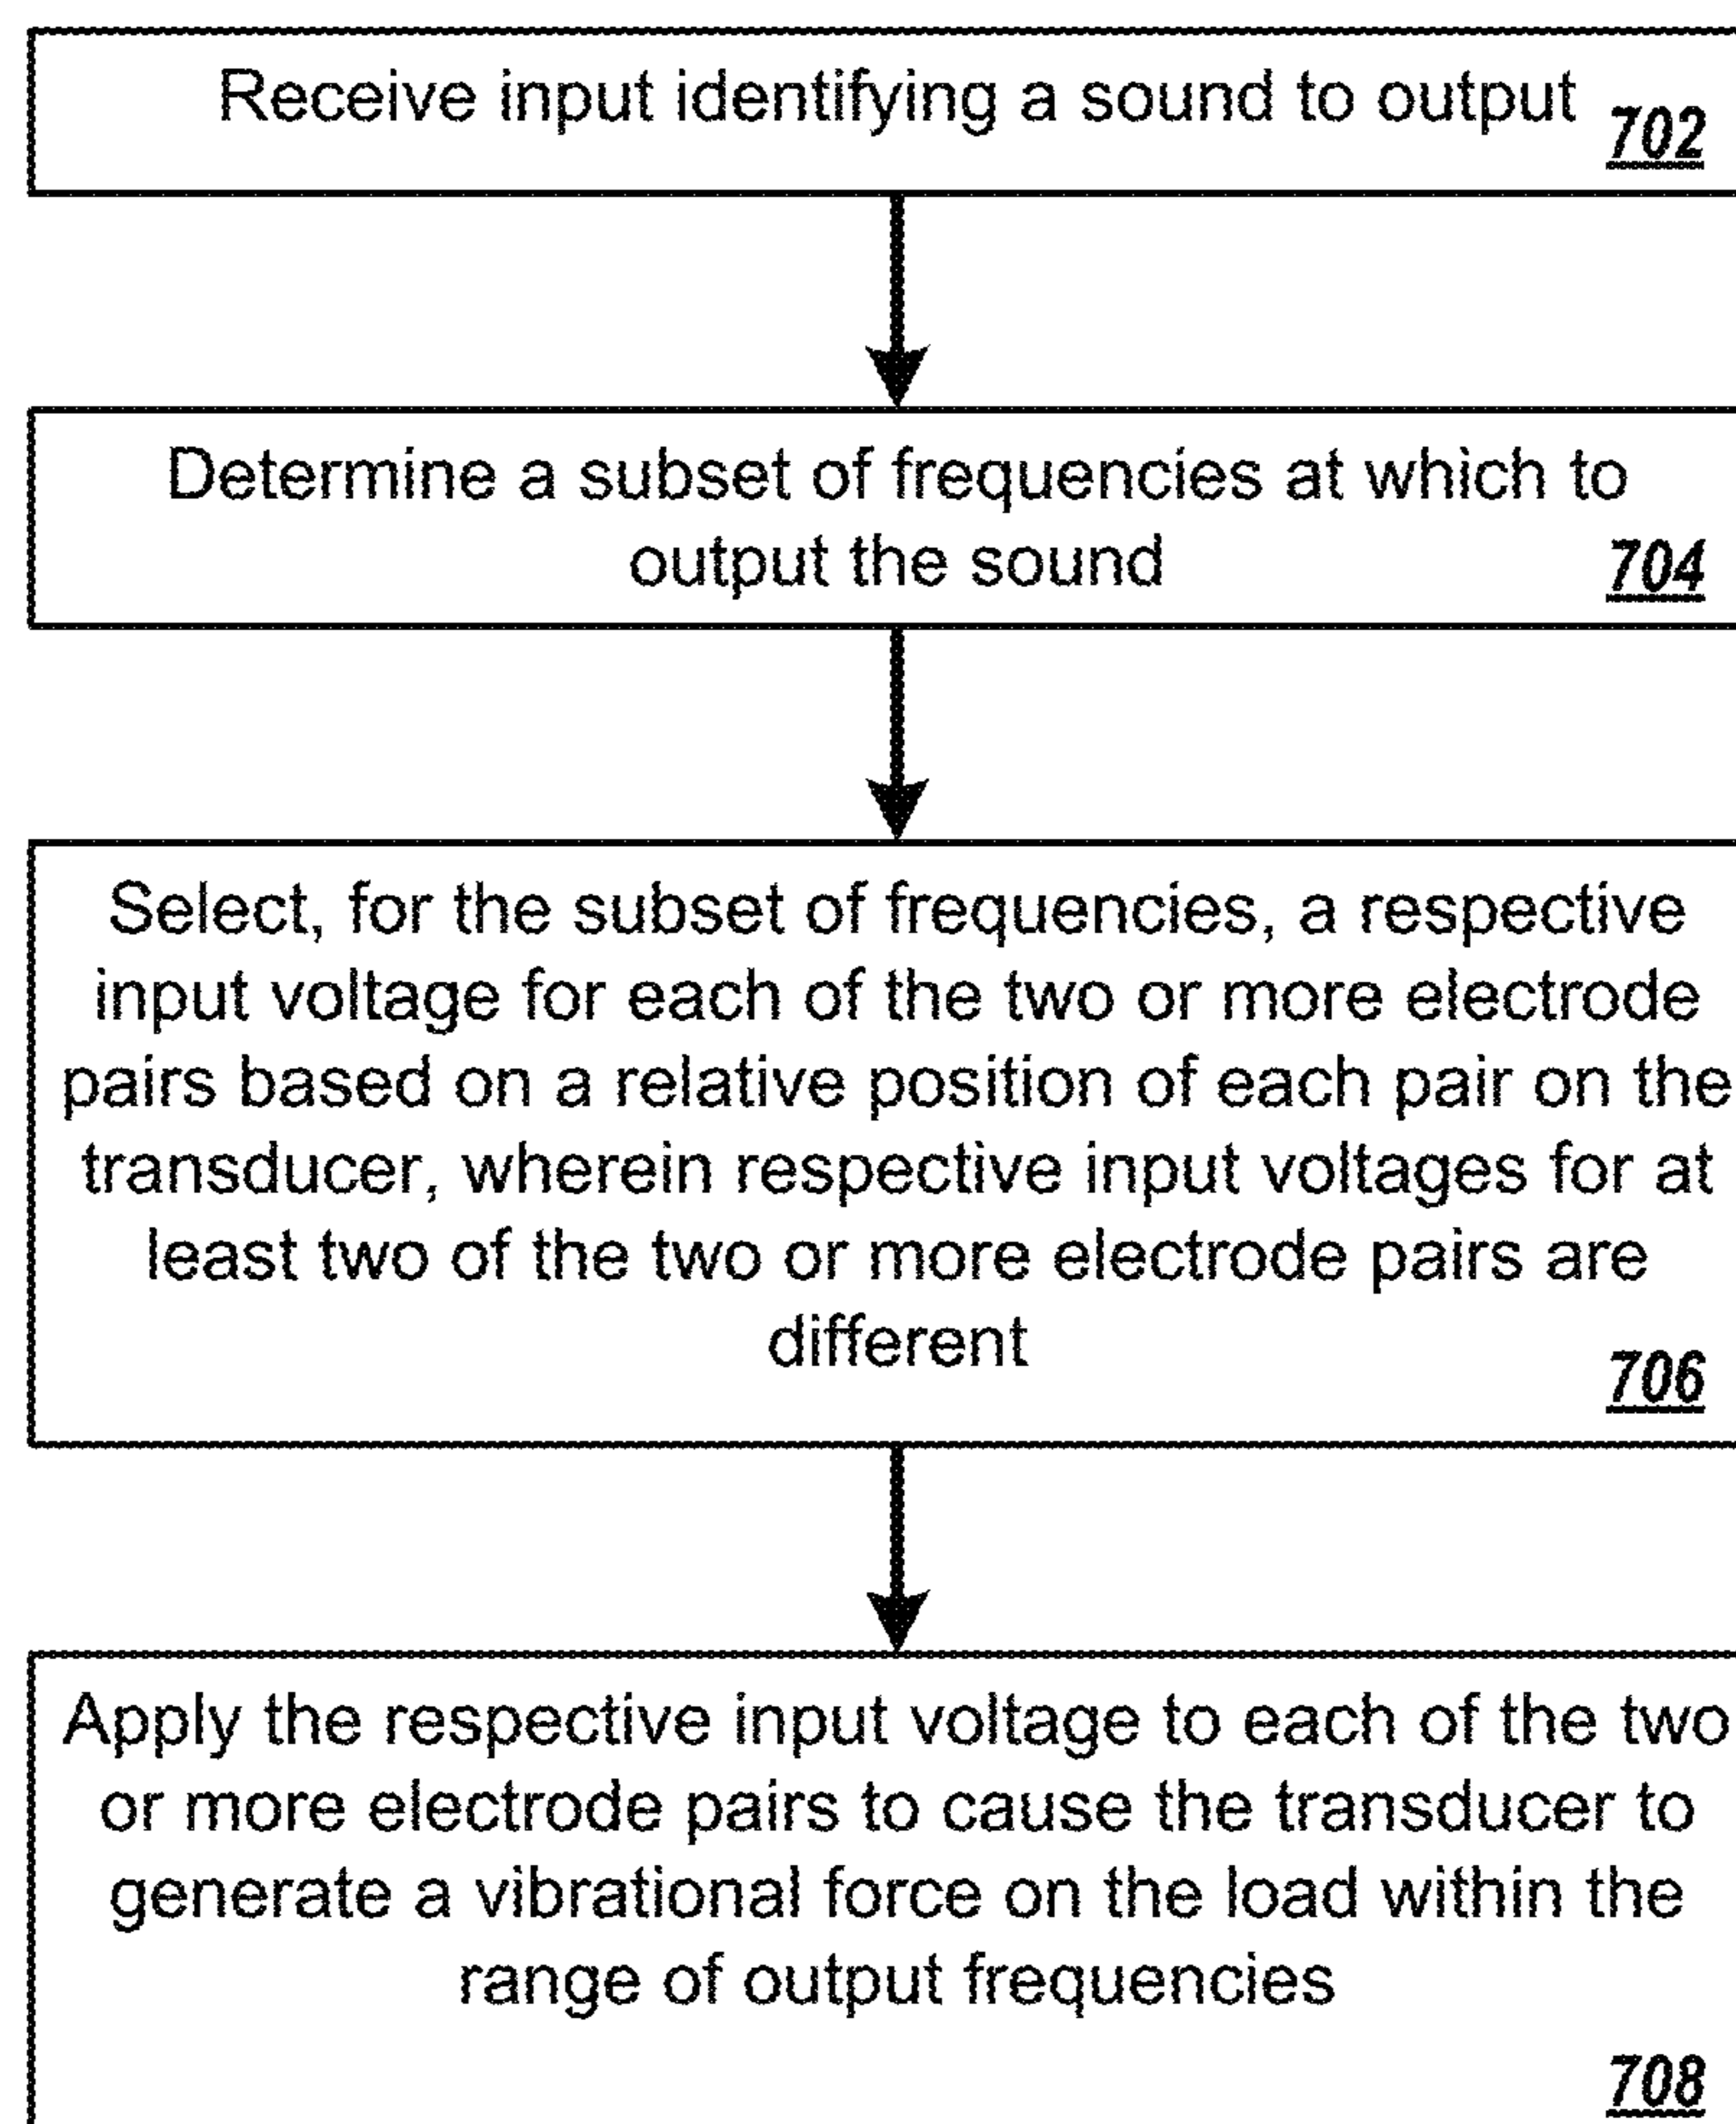 Receive input identifying a sound to output
702
Determine a subset of frequencies at which to
output the sound
704
Select, for the subset of frequencies, a respective
input voltage for each of the two or more electrode
pairs based on a relative position of each pair on the
transducer, wherein respective input voltages for at
least two of the two or more electrode pairs are
different
706
Apply the respective input voltage to each of the two
or more electrode pairs to cause the transducer to
generate a vibrational force on the load within the
range of output frequencies
708